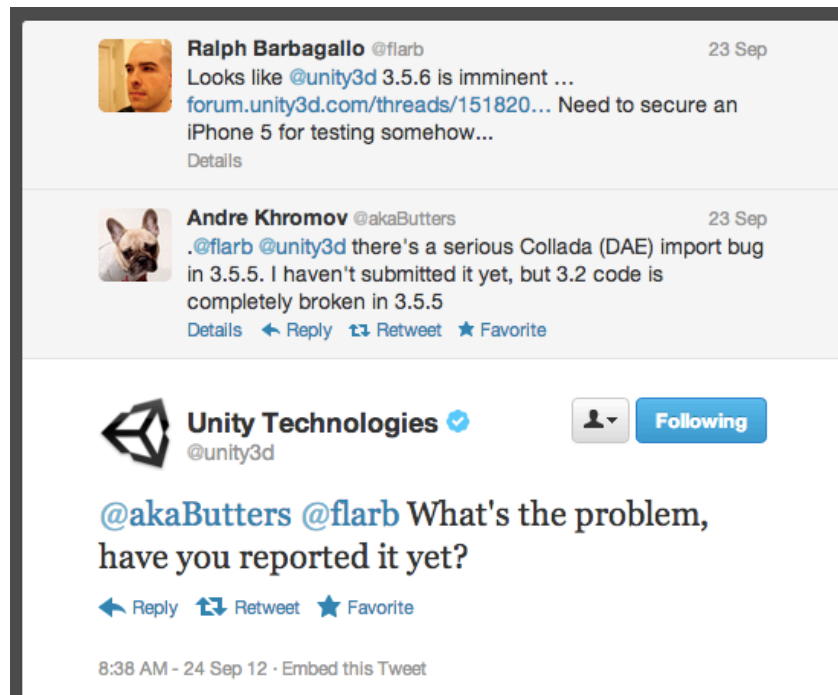 Ralph Barbagallo @flarb 23 Sep
Looks like @unity3d 3.5.6 is imminent ...
forum.unity3d.com/threads/151820... Need to secure an
iPhone 5 for testing somehow...
Details
Andre Khromov @akaButters 23 Sep
.@flarb @unity3d there's a serious Collada (DAE) import bug
in 3.5.5. I haven't submitted it yet, but 3.2 code is
completely broken in 3.5.5
Details Reply Retweet Favorite
Unity Technologies Following
@unity3d
@akaButters @flarb What's the problem,
have you reported it yet?
Reply Retweet Favorite
8:38 AM - 24 Sep 12 · Embed this Tweet